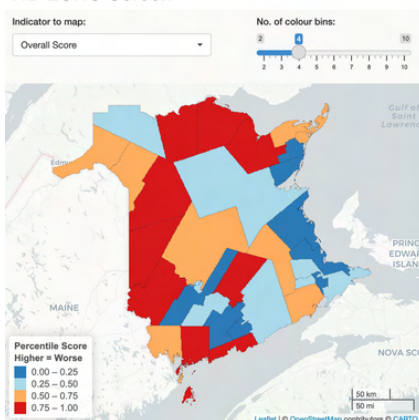 Indicator to map:
No. of colour bins:
Overall Score
2
4
10
2 3 4 5 6 7 8 9 10
Gulf of
Saint
Lawrence
Edmu
PRINC
EDWAR
ISLAN
MAINE
NOVA SCO
Percentile Score
Higher = Worse
0.00 – 0.25
0.25 – 0.50
0.50 – 0.75
0.75 – 1.00
50 km
50 mi
Leaflet | © OpenStreetMap contributors © CARTO